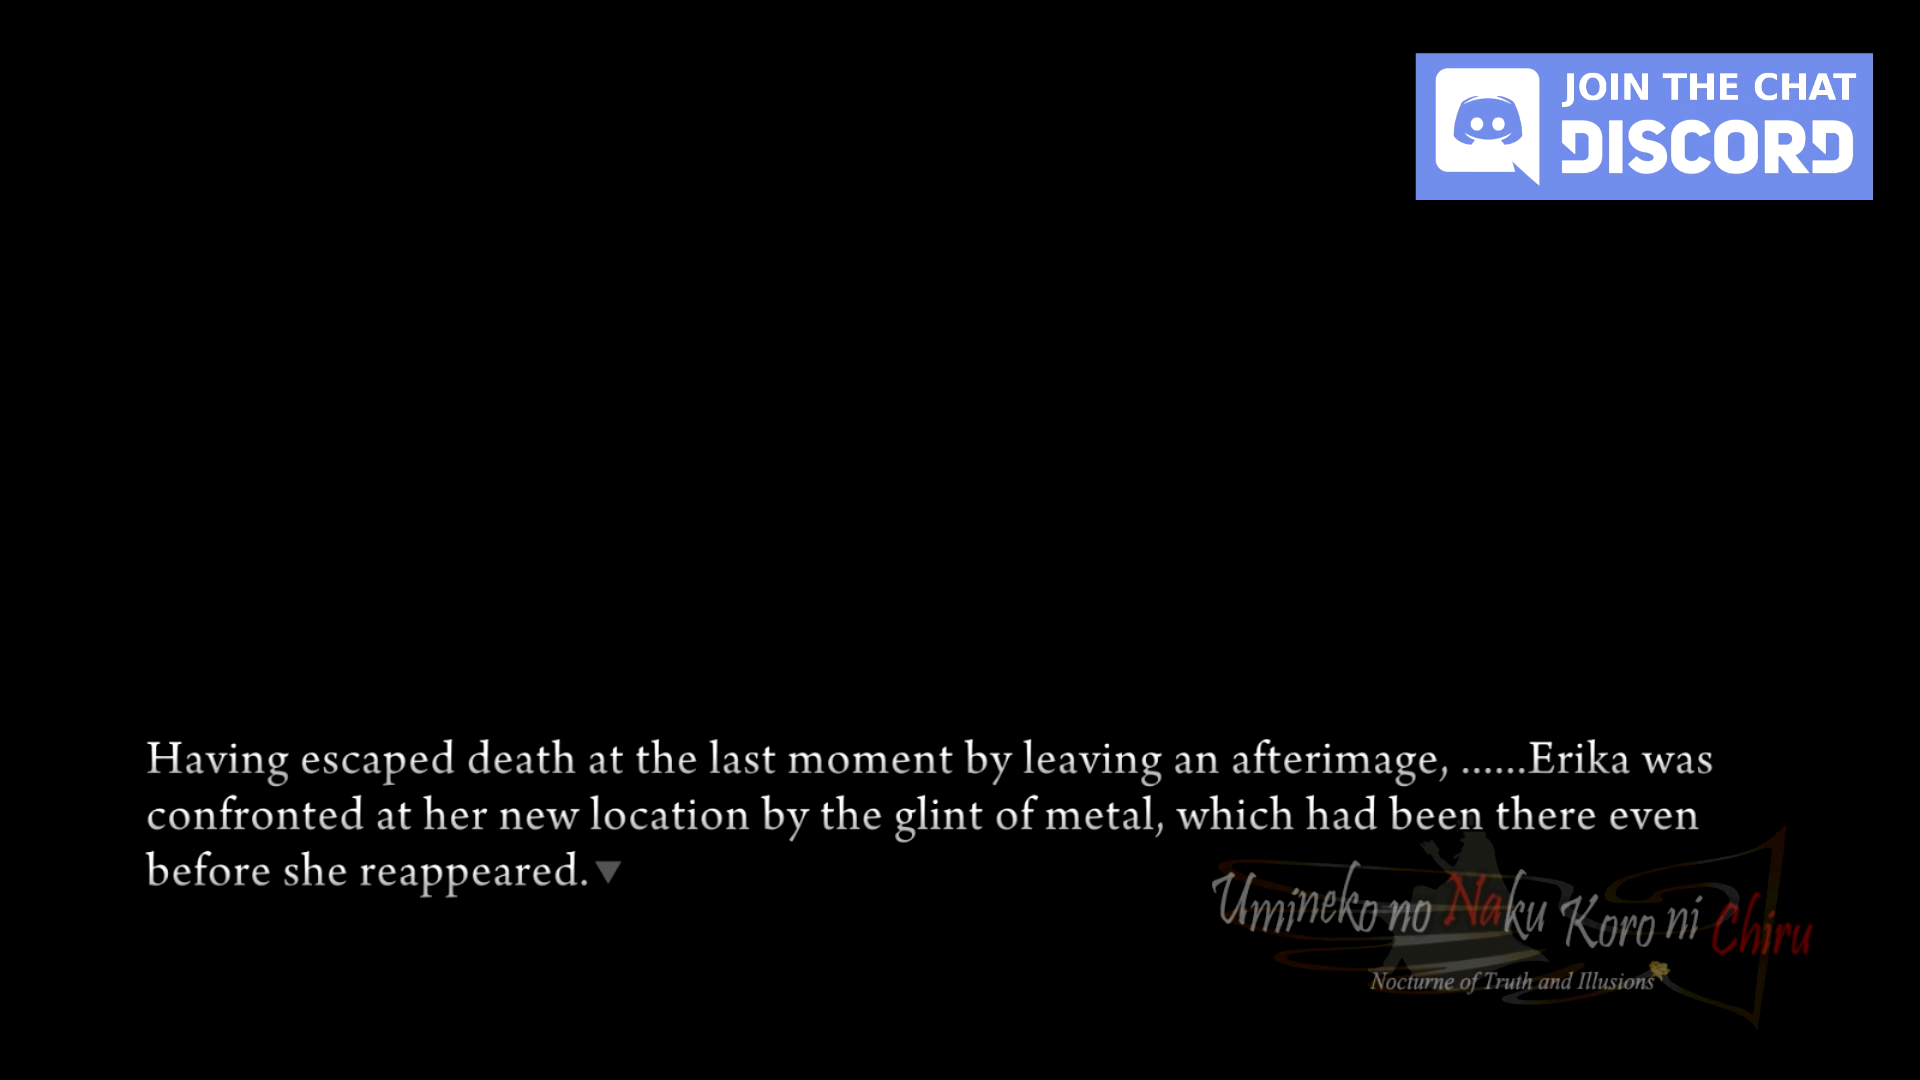 JOIN THE CHAT
DISCORD
Having escaped death at the last moment by leaving an afterimage, ......Erika was
confronted at her new location by the glint of metal, which had been there even
before she reappeared.
Umineko no Naku Koro ni Chiru
Nocturne of Truth and Illusions